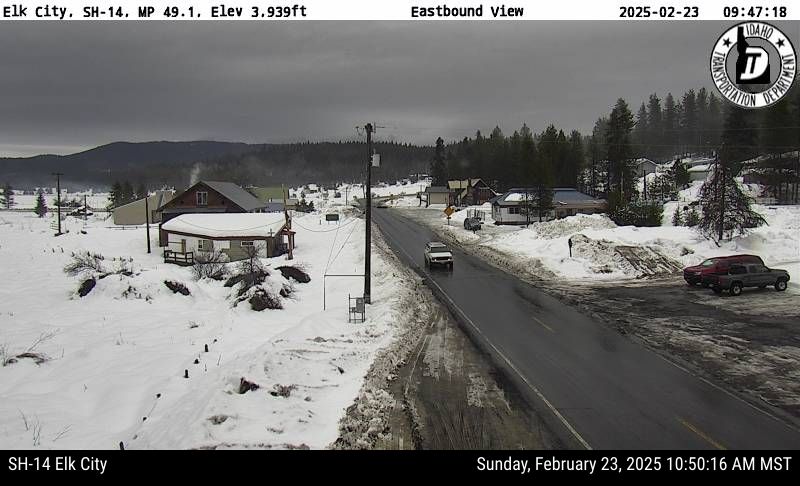 Elk City, SH-14, MP 49.1, Elev 3,939ft Eastbound View 2025-02-23 09:47:18
IDAHO
TRANSPORTATION DEPARTMENT
SH-14 Elk City Sunday, February 23, 2025 10:50:16 AM MST